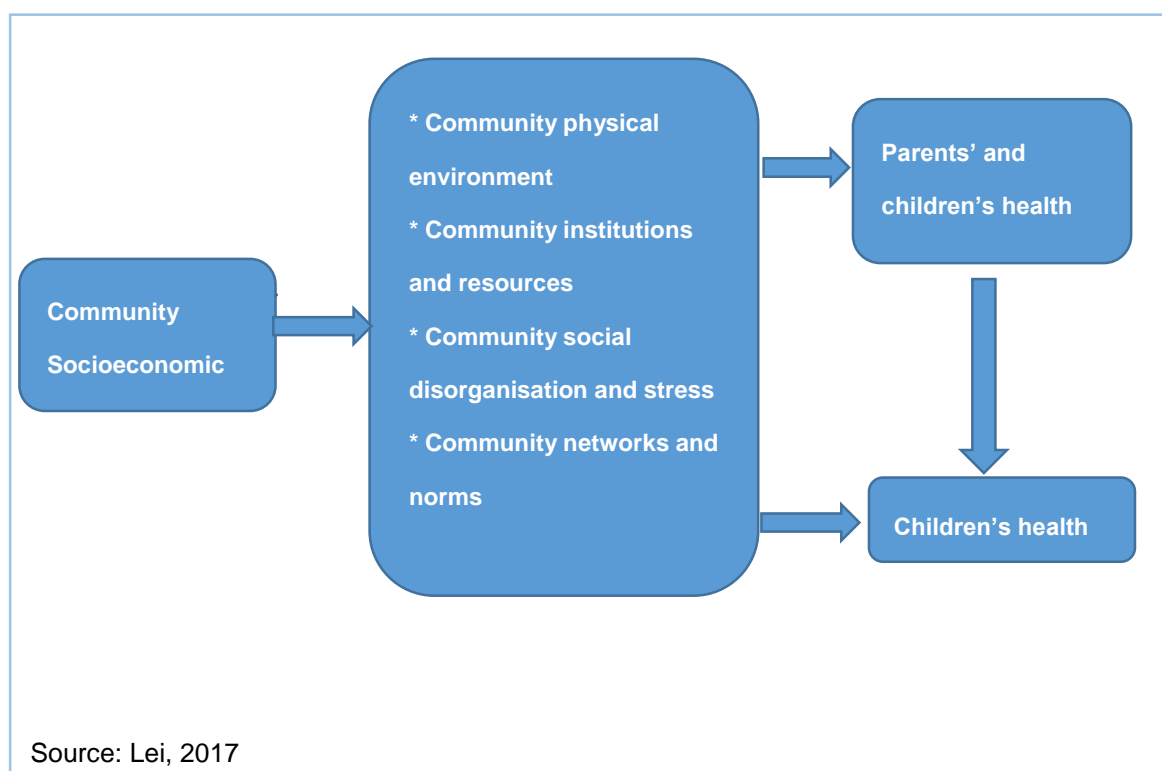 Community
Socioeconomic
* Community physical
environment
* Community institutions
and resources
* Community social
disorganisation and stress
* Community networks and
norms
Parents’ and
children’s health
Children’s health
Source: Lei, 2017